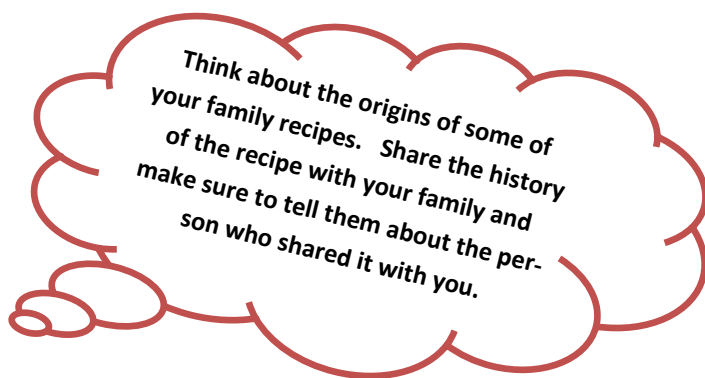 Think about the origins of some of
your family recipes.   Share the history
of the recipe with your family and
make sure to tell them about the per-
son who shared it with you.